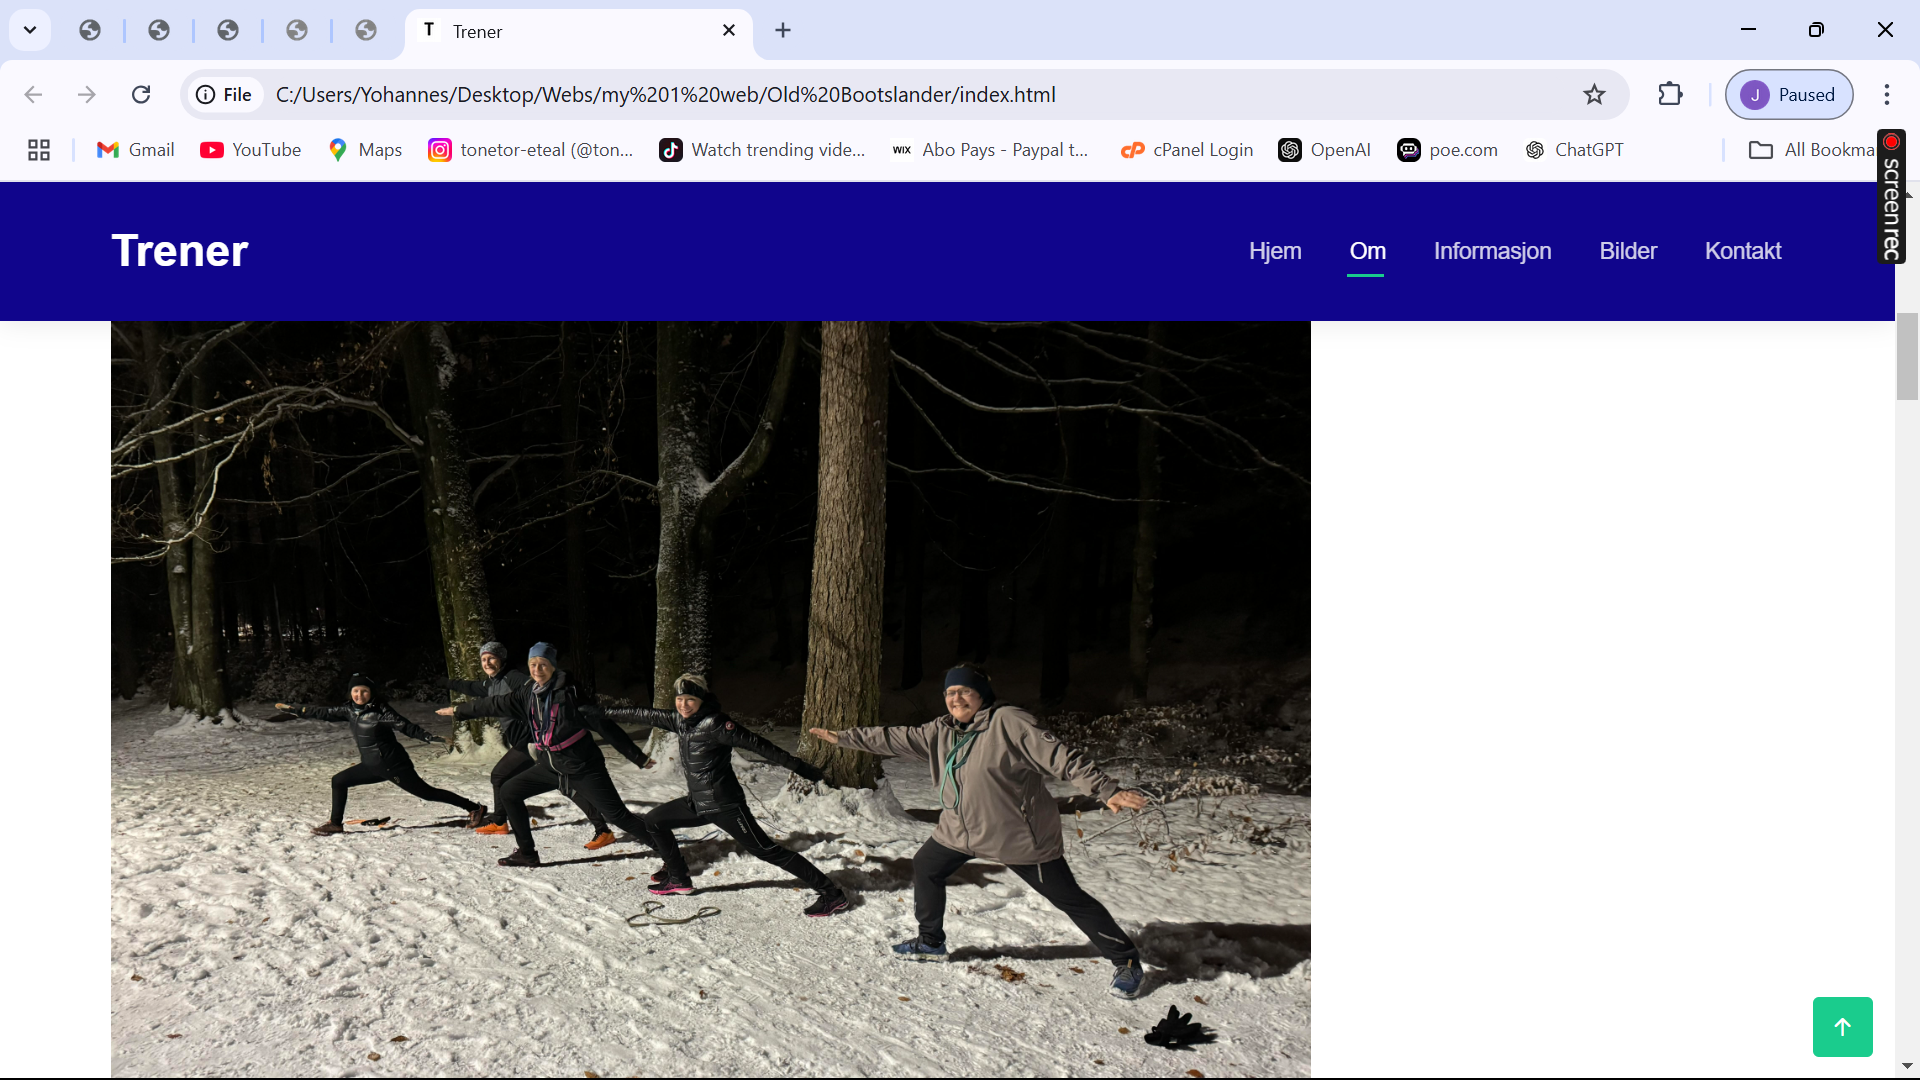 Trener
File C:/Users/Yohannes/Desktop/Webs/my%201%20web/Old%20Bootslander/index.html Paused
Gmail YouTube Maps tonetor-eteal (@ton... Watch trending vide... WIX Abo Pays - Paypal t... cPanel Login OpenAI poe.com ChatGPT All Bookma
screenrec
Trener Hjem Om Informasjon Bilder Kontakt